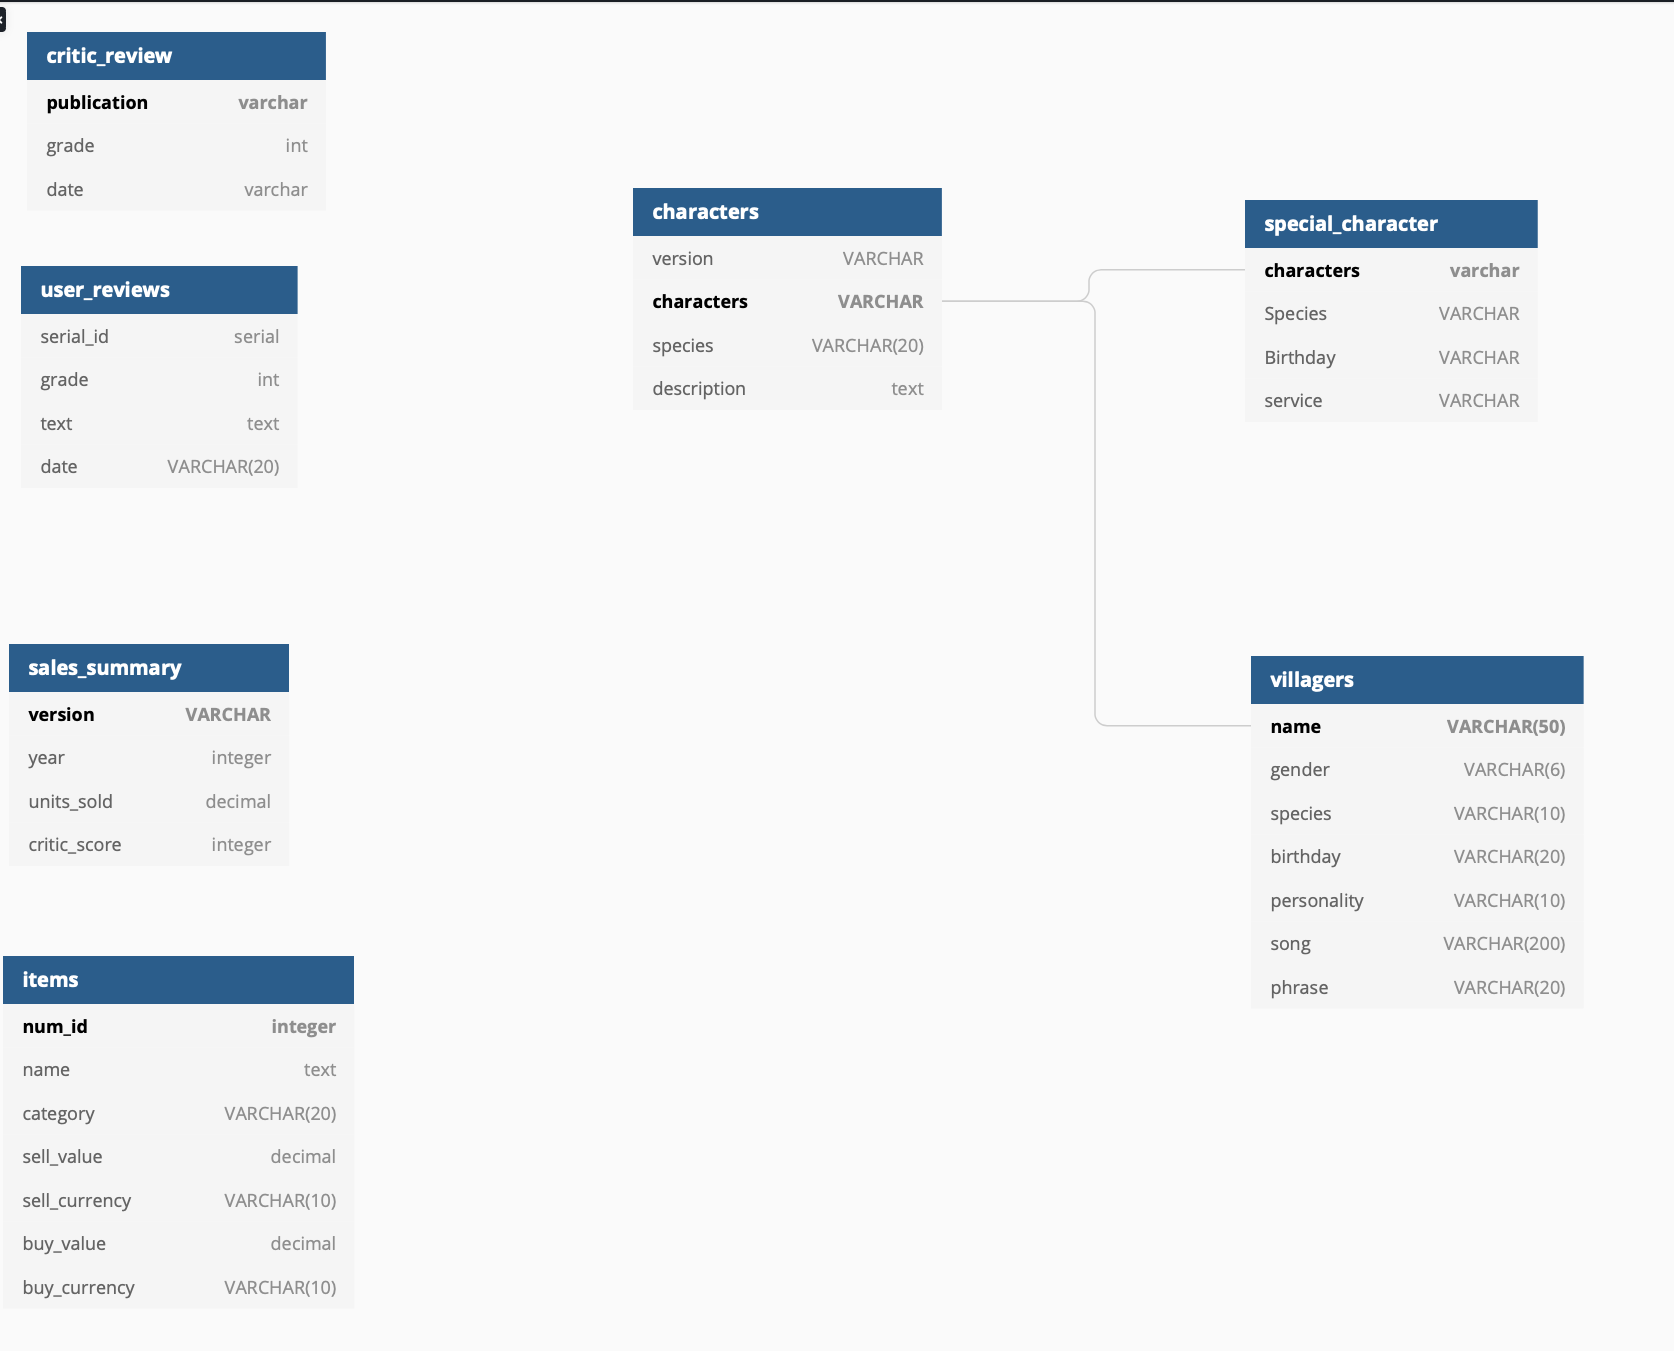 critic_review
publication varchar
grade int
date varchar
user_reviews
serial_id serial
grade int
text text
date VARCHAR(20)
sales_summary
version VARCHAR
year integer
units_sold decimal
critic_score integer
items
num_id integer
name text
category VARCHAR(20)
sell_value decimal
sell_currency VARCHAR(10)
buy_value decimal
buy_currency VARCHAR(10)
characters
version VARCHAR
characters VARCHAR
species VARCHAR(20)
description text
special_character
characters varchar
Species VARCHAR
Birthday VARCHAR
service VARCHAR
villagers
name VARCHAR(50)
gender VARCHAR(6)
species VARCHAR(10)
birthday VARCHAR(20)
personality VARCHAR(10)
song VARCHAR(200)
phrase VARCHAR(20)